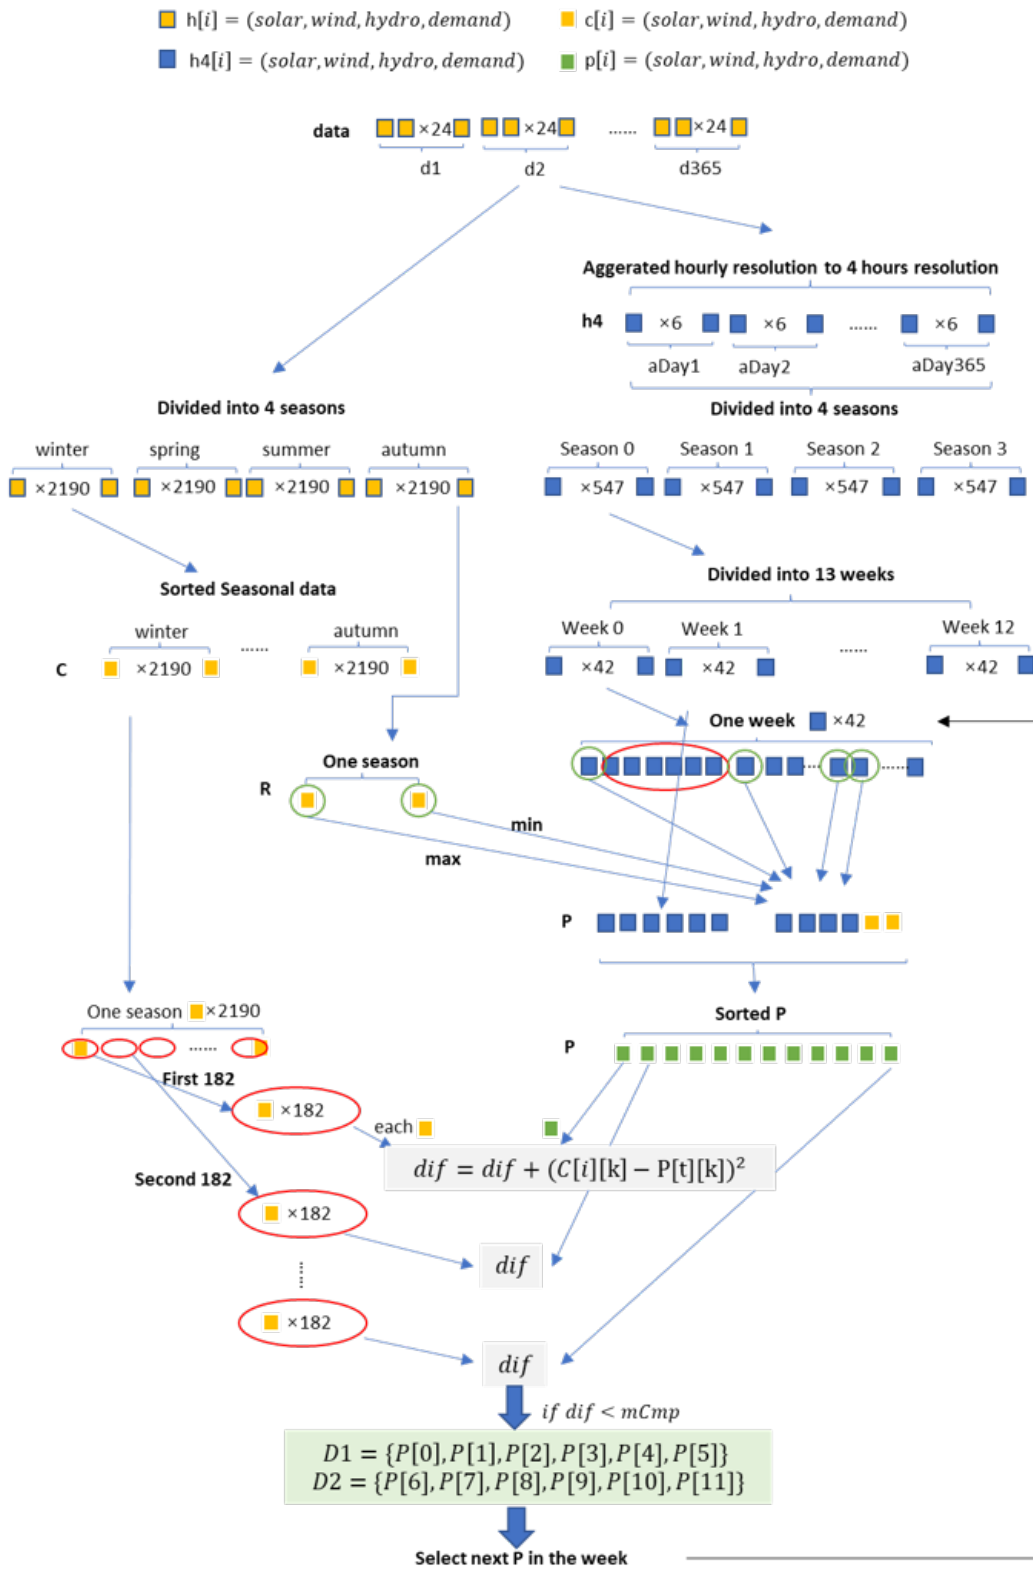 h[i] = (solar, wind, hydro, demand)
c[i] = (solar, wind, hydro, demand)
h4[i] = (solar, wind, hydro, demand)
p[i] = (solar, wind, hydro, demand)
data ×24 ×24 ...... ×24
d1 d2 d365
Aggerated hourly resolution to 4 hours resolution
h4 ×6 ×6 ...... ×6
aDay1 aDay2 aDay365
Divided into 4 seasons
Divided into 4 seasons
winter spring summer autumn
×2190 ×2190 ×2190 ×2190
Season 0 Season 1 Season 2 Season 3
×547 ×547 ×547 ×547
Divided into 13 weeks
Sorted Seasonal data
winter ...... autumn
C ×2190 ×2190
Week 0 Week 1 ...... Week 12
×42 ×42 ×42
One week ×42
One season
R
min
max
P
One season ×2190
......
Sorted P
P
First 182
×182
each
dif = dif + (C[i][k] − P[t][k])²
Second 182
×182
dif
......
×182
dif
if dif < mCmp
D1 = {P[0], P[1], P[2], P[3], P[4], P[5]}
D2 = {P[6], P[7], P[8], P[9], P[10], P[11]}
Select next P in the week